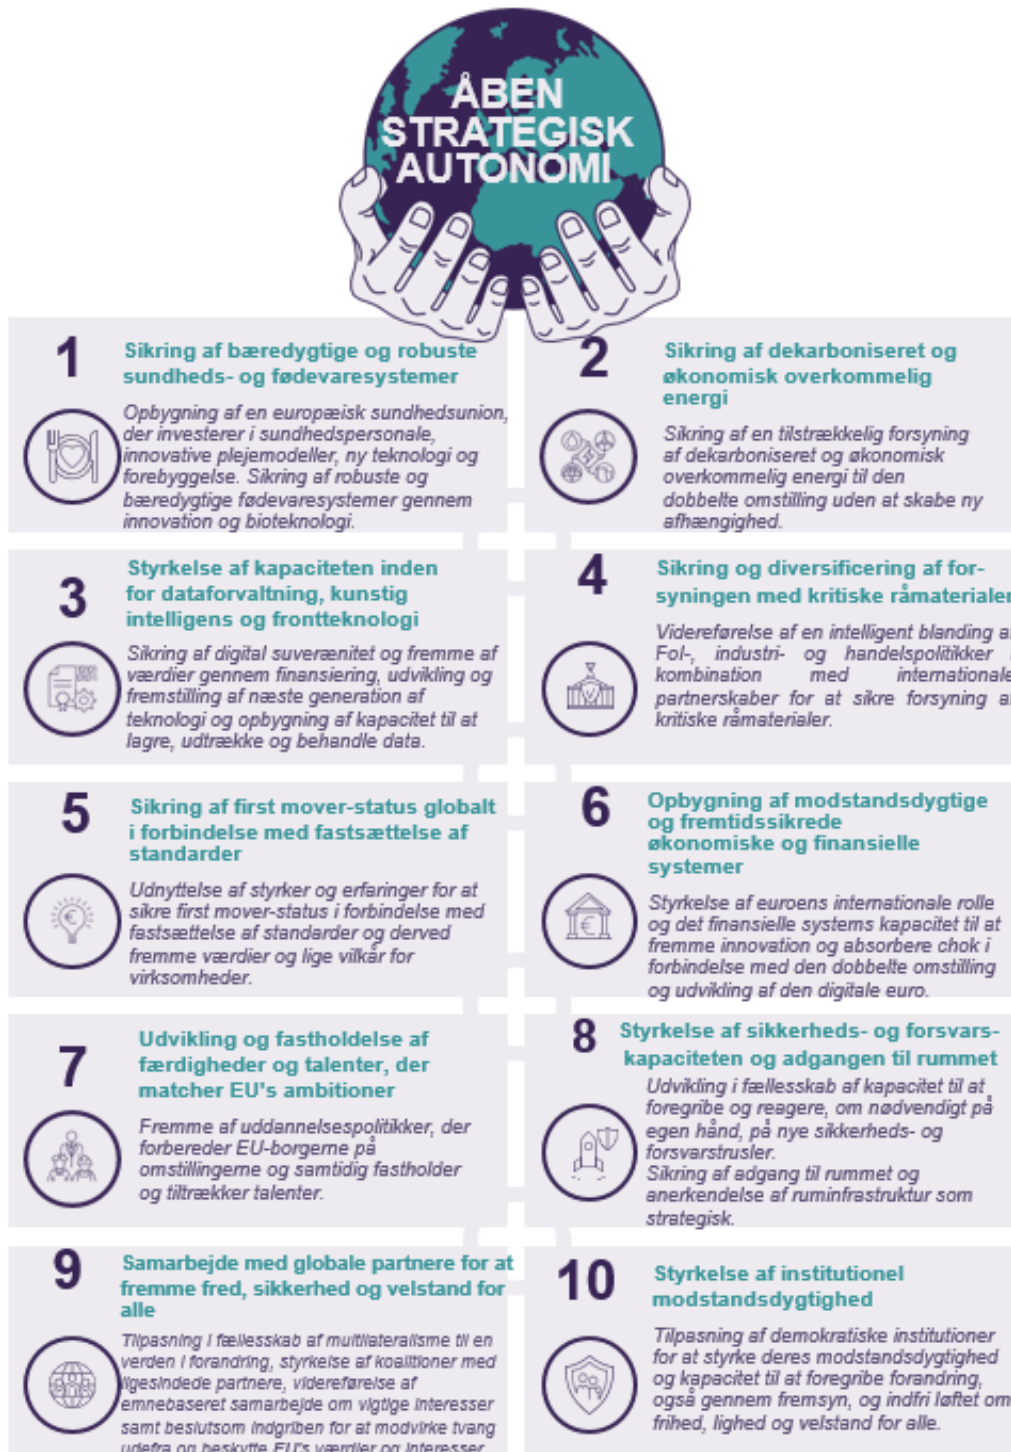 ÅBEN
STRATEGISK
AUTONOMI
1
Sikring af bæredygtige og robuste
sundheds- og fødevaresystemer
Opbygning af en europæisk sundhedsunion,
der investerer i sundhedspersonale,
innovative plejemodeller, ny teknologi og
forebyggelse. Sikring af robuste og
bæredygtige fødevaresystemer gennem
innovation og bioteknologi.
2
Sikring af dekarboniseret og
økonomisk overkommelig
energi
Sikring af en tilstrækkelig forsyning
af dekarboniseret og økonomisk
overkommelig energi til den
dobbelte omstilling uden at skabe ny
afhængighed.
3
Styrkelse af kapaciteten inden
for dataforvaltning, kunstig
intelligens og frontteknologi
Sikring af digital suverænitet og fremme af
værdier gennem finansiering, udvikling og
fremstilling af næste generation af
teknologi og opbygning af kapacitet til at
lagre, udtrække og behandle data.
4
Sikring og diversificering af for-
syningen med kritiske råmaterialer
Videreførelse af en intelligent blanding af
FoI-, industri- og handelspolitikker i
kombination med internationale
partnerskaber for at sikre forsyning af
kritiske råmaterialer.
5
Sikring af first mover-status globalt
i forbindelse med fastsættelse af
standarder
Udnyttelse af styrker og erfaringer for at
sikre first mover-status i forbindelse med
fastsættelse af standarder og derved
fremme værdier og lige vilkår for
virksomheder.
6
Opbygning af modstandsdygtige
og fremtidssikrede
økonomiske og finansielle
systemer
Styrkelse af euroens internationale rolle
og det finansielle systems kapacitet til at
fremme innovation og absorbere chok i
forbindelse med den dobbelte omstilling
og udvikling af den digitale euro.
7
Udvikling og fastholdelse af
færdigheder og talenter, der
matcher EU's ambitioner
Fremme af uddannelsespolitikker, der
forbereder EU-borgerne på
omstillingerne og samtidig fastholder
og tiltrækker talenter.
8
Styrkelse af sikkerheds- og forsvars-
kapaciteten og adgangen til rummet
Udvikling i fællesskab af kapacitet til at
foregribe og reagere, om nødvendigt på
egen hånd, på nye sikkerheds- og
forsvarstrusler.
Sikring af adgang til rummet og
anerkendelse af ruminfrastruktur som
strategisk.
9
Samarbejde med globale partnere for at
fremme fred, sikkerhed og velstand for
alle
Tilpasning i fællesskab af multilateralisme til en
verden i forandring, styrkelse af koalitioner med
ligesindede partnere, videreførelse af
emnebaseret samarbejde om vigtige interesser
samt beslutsom indgriben for at modvirke tvang
udefra og beskytte EU's værdier og interesser
10
Styrkelse af institutionel
modstandsdygtighed
Tilpasning af demokratiske institutioner
for at styrke deres modstandsdygtighed
og kapacitet til at foregribe forandring,
også gennem fremsyn, og indfri løftet om
frihed, lighed og velstand for alle.